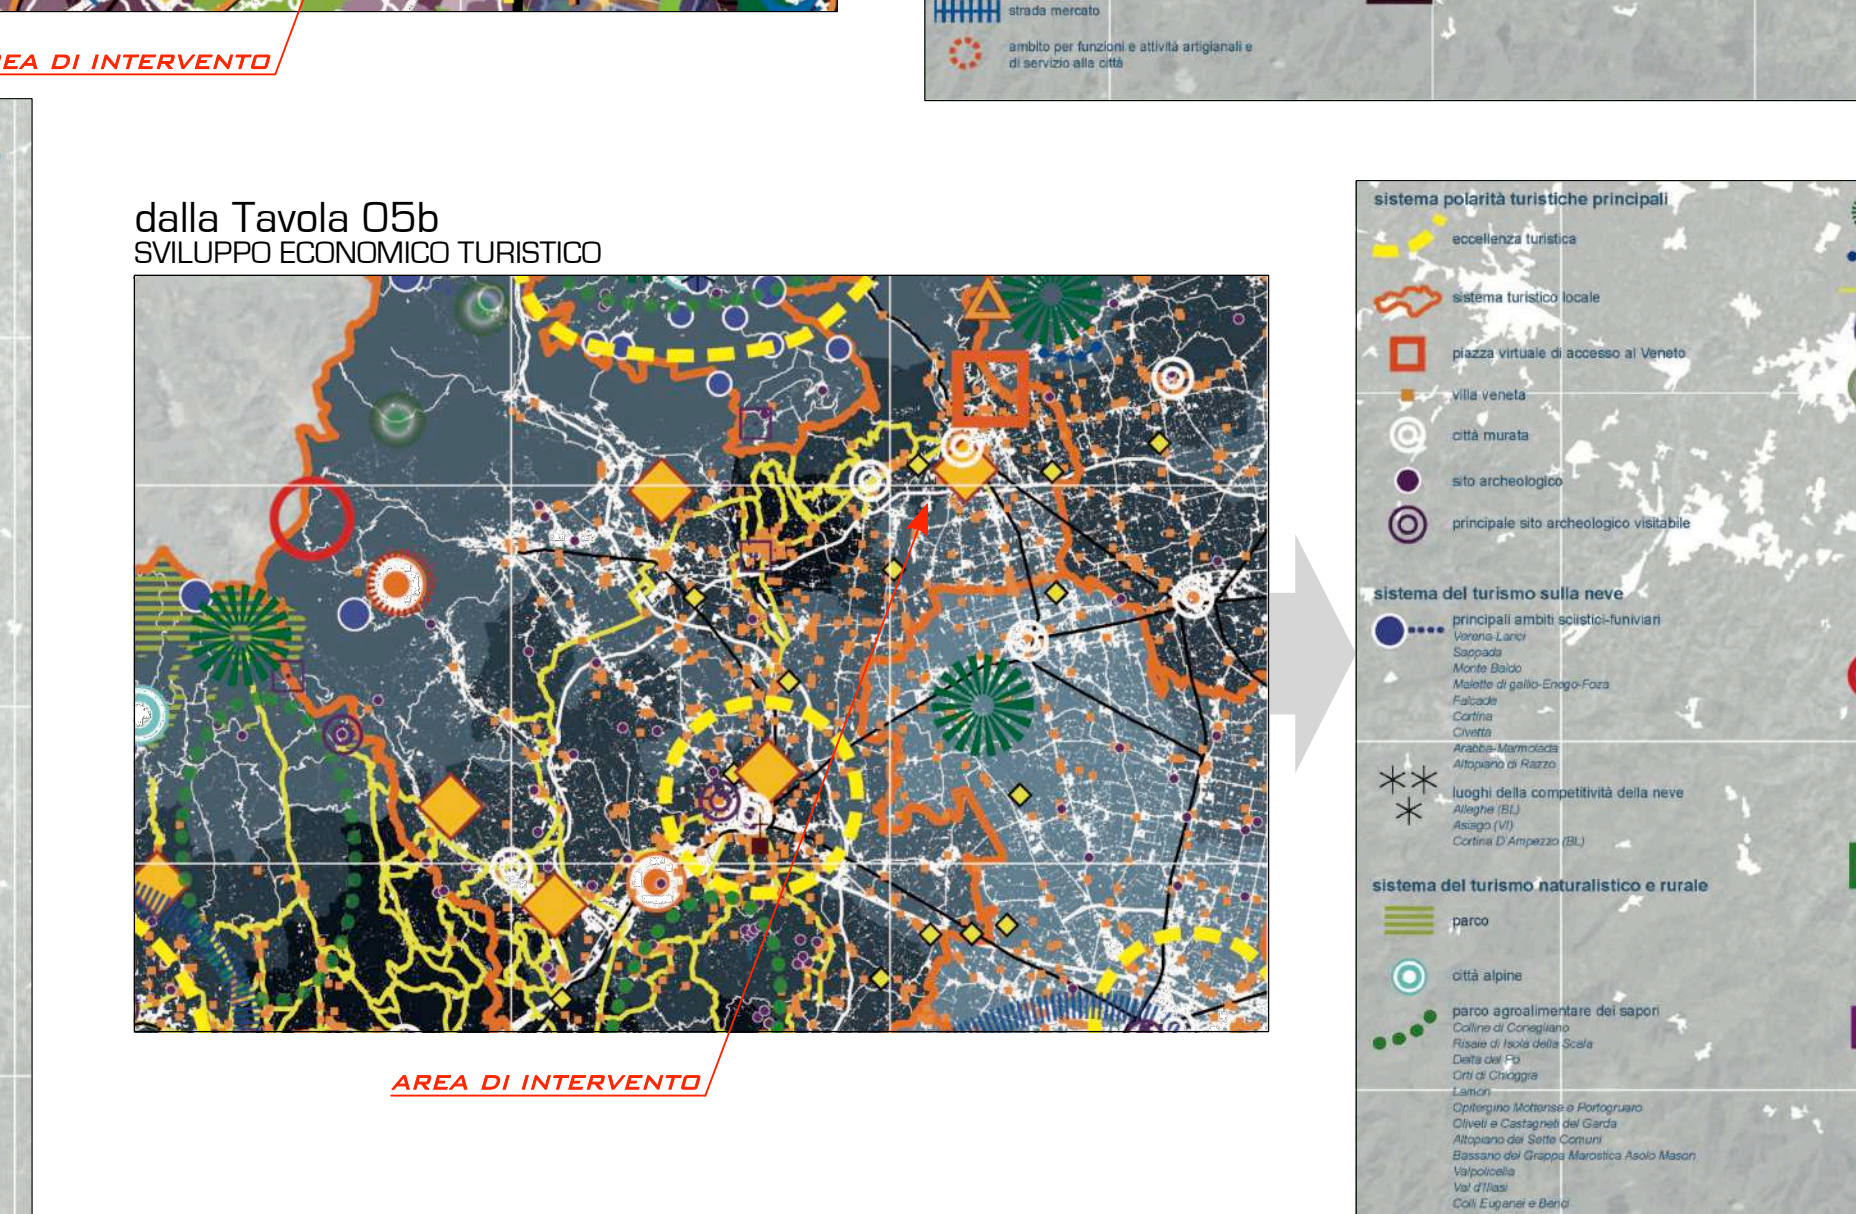 strada mercato
ambito per funzioni e attività artigianali e
di servizio alla città
EA DI INTERVENTO
dalla Tavola 05b
SVILUPPO ECONOMICO TURISTICO
AREA DI INTERVENTO
sistema polarità turistiche principali
eccellenza turistica
sistema turistico locale
piazza virtuale di accesso al Veneto
villa veneta
città murata
sito archeologico
principale sito archeologico visitabile
sistema del turismo sulla neve
principali ambiti sciistici-funiviari
Verena-Larici
Sappada
Monte Baldo
Melette di gallio-Enego-Foza
Falcade
Cortina
Civetta
Arabba-Marmolada
Altopiano di Razzo
luoghi della competitività della neve
Alleghe (BL)
Asiago (VI)
Cortina D'Ampezzo (BL)
sistema del turismo naturalistico e rurale
parco
città alpine
parco agroalimentare dei sapori
Colline di Conegliano
Risaie di Isola della Scala
Delta del Po
Orti di Chioggia
Lamon
Opitergino Mottense e Portogruaro
Oliveti e Castagneti del Garda
Altopiano dei Sette Comuni
Bassano del Grappa Marostica Asolo Mason
Valpolicella
Val d'Illasi
Colli Euganei e Berici